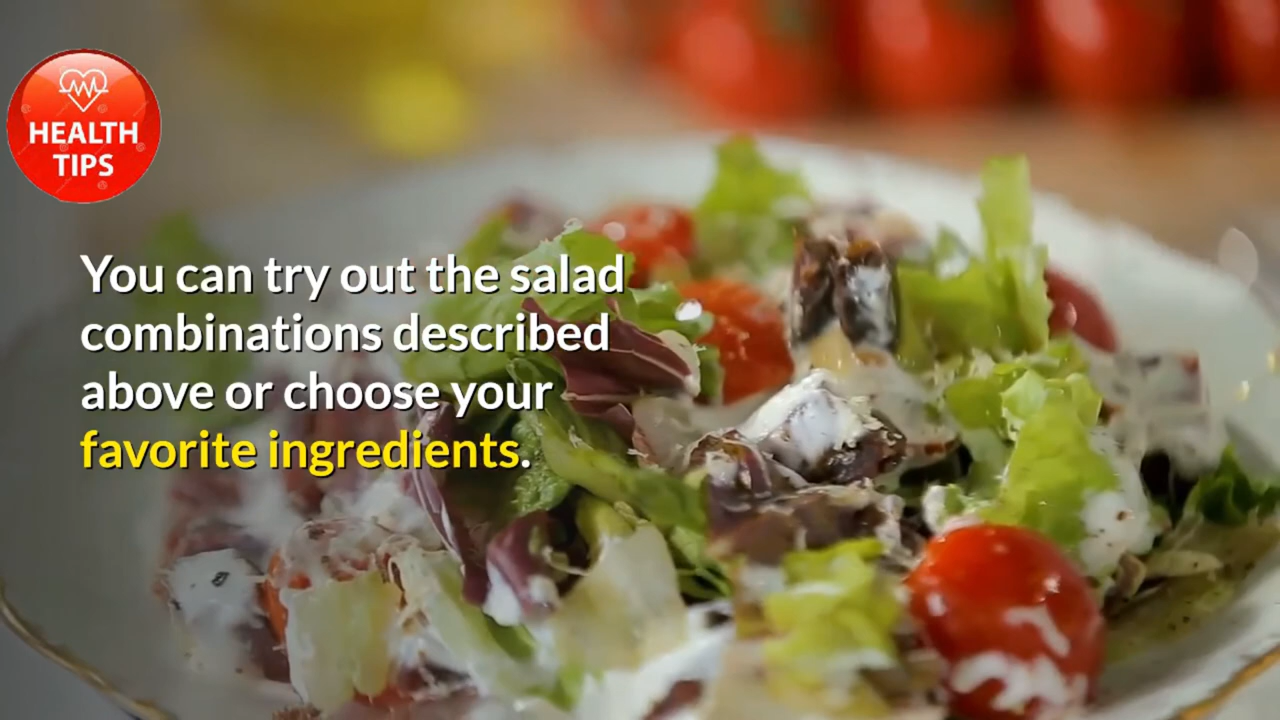 HEALTH
TIPS
You can try out the salad
combinations described
above or choose your
favorite ingredients.